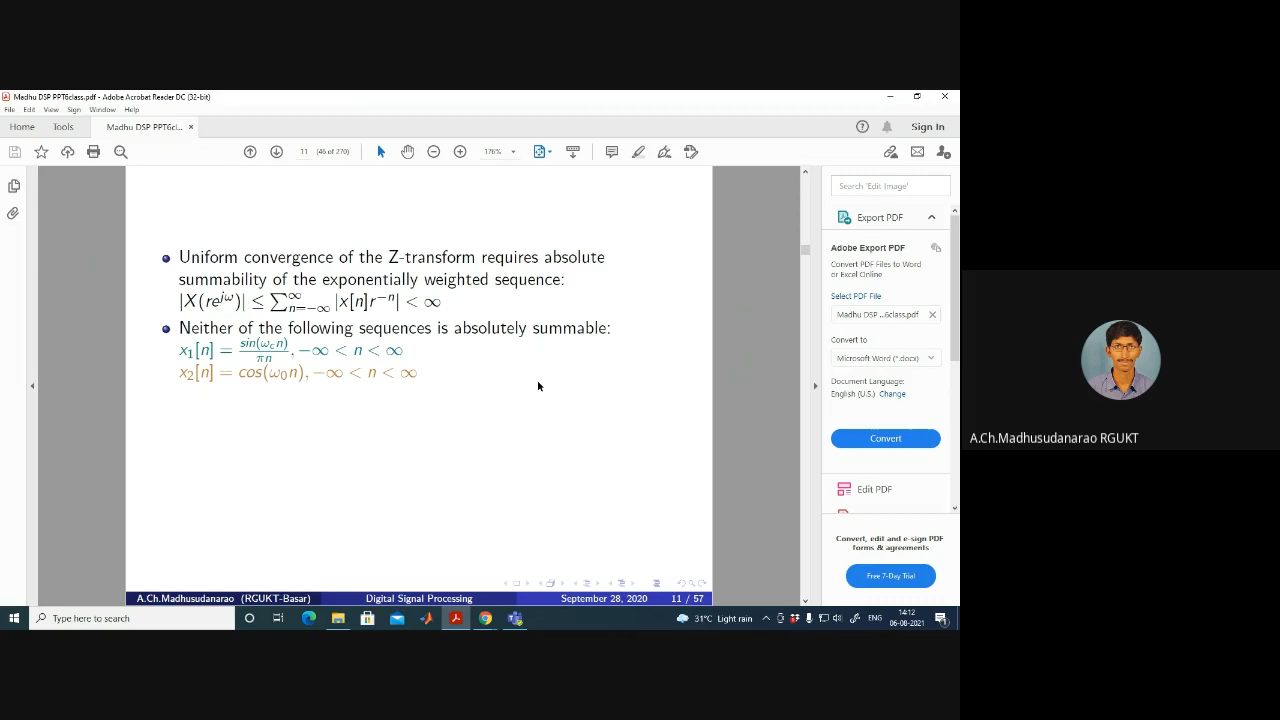 Madhu DSP PPT6class.pdf - Adobe Acrobat Reader DC (32-bit)
File Edit View Sign Window Help
Home Tools Madhu DSP PPT6cl... × Sign In
11 (46 of 270) 176%
Search 'Edit Image'
Export PDF
Adobe Export PDF
Convert PDF Files to Word
or Excel Online
Select PDF File
Madhu DSP ...6class.pdf
Convert to
Microsoft Word (*.docx)
Document Language:
English (U.S.) Change
Convert
Edit PDF
Convert, edit and e-sign PDF
forms & agreements
Free 7-Day Trial
Uniform convergence of the Z-transform requires absolute
summability of the exponentially weighted sequence:
|X(re^{jω})| ≤ ∑_{n=−∞}^{∞} |x[n]r^{−n}| < ∞
Neither of the following sequences is absolutely summable:
x₁[n] = sin(ω_c n)/πn, −∞ < n < ∞
x₂[n] = cos(ω₀n), −∞ < n < ∞
A.Ch.Madhusudanarao (RGUKT-Basar) Digital Signal Processing September 28, 2020 11 / 57
A.Ch.Madhusudanarao RGUKT
Type here to search 31°C Light rain ENG 14:12
06-08-2021